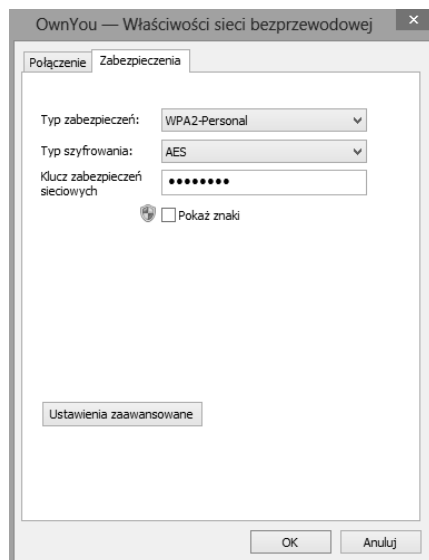 OwnYou — Właściwości sieci bezprzewodowej
Połączenie Zabezpieczenia
Typ zabezpieczeń: WPA2-Personal
Typ szyfrowania: AES
Klucz zabezpieczeń
sieciowych ••••••••
Pokaż znaki
Ustawienia zaawansowane
OK Anuluj